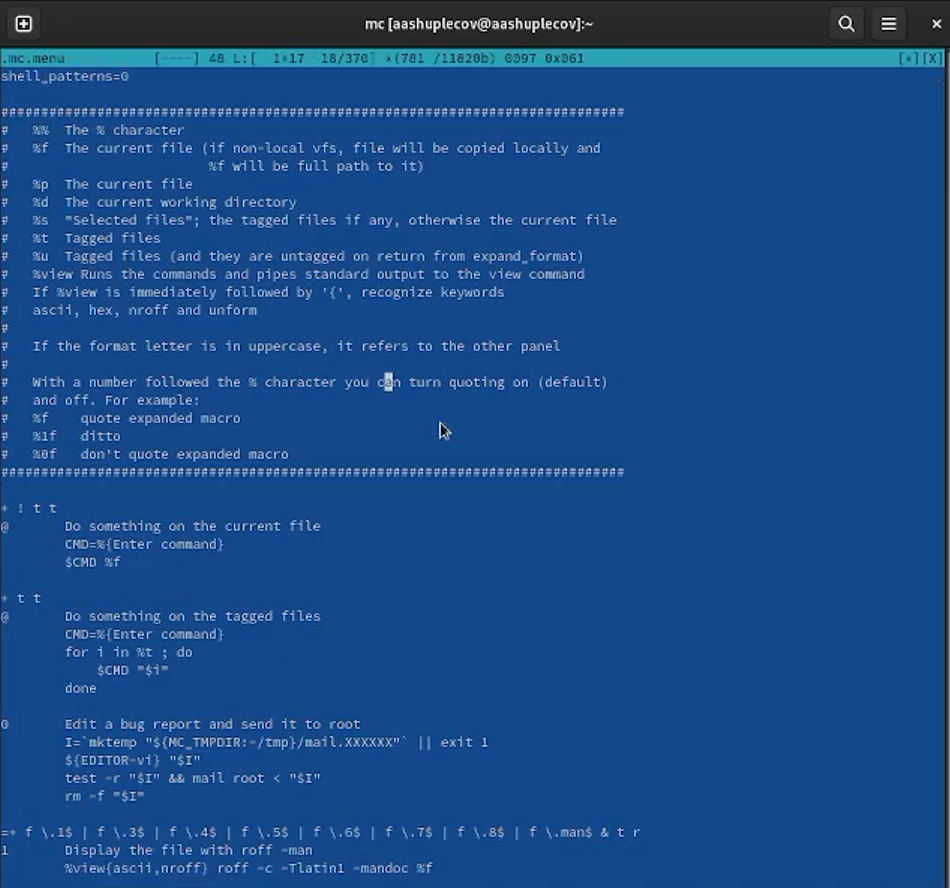 mc [aashuplecov@aashuplecov]:~
.mc.menu [----] 48 L:[ 1+17 18/370] *(781 /11820b) 0097 0x061 [*][X]
shell_patterns=0
##############################################################################
# %% The % character
# %f The current file (if non-local vfs, file will be copied locally and
# %f will be full path to it)
# %p The current file
# %d The current working directory
# %s "Selected files"; the tagged files if any, otherwise the current file
# %t Tagged files
# %u Tagged files (and they are untagged on return from expand_format)
# %view Runs the commands and pipes standard output to the view command
# If %view is immediately followed by '{', recognize keywords
# ascii, hex, nroff and unform
#
# If the format letter is in uppercase, it refers to the other panel
#
# With a number followed the % character you can turn quoting on (default)
# and off. For example:
# %f quote expanded macro
# %1f ditto
# %0f don't quote expanded macro
##############################################################################
+ ! t t
@ Do something on the current file
CMD=%{Enter command}
$CMD %f
+ t t
@ Do something on the tagged files
CMD=%{Enter command}
for i in %t ; do
$CMD "$i"
done
0 Edit a bug report and send it to root
I=`mktemp "${MC_TMPDIR:-/tmp}/mail.XXXXXX"` || exit 1
${EDITOR-vi} "$I"
test -r "$I" && mail root < "$I"
rm -f "$I"
=+ f \.1$ | f \.3$ | f \.4$ | f \.5$ | f \.6$ | f \.7$ | f \.8$ | f \.man$ & t r
1 Display the file with roff -man
%view{ascii,nroff} roff -c -Tlatin1 -mandoc %f